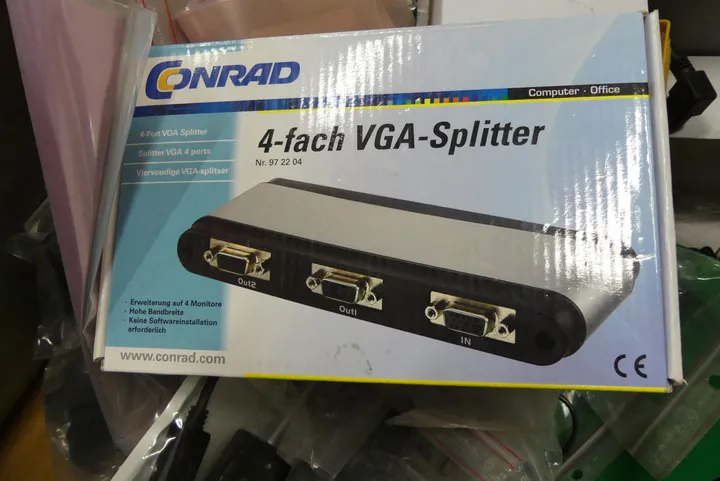 CONRAD
Computer · Office
4-Port VGA Splitter
Splitter VGA 4 ports
Viervoudige VGA-splitser
4-fach VGA-Splitter
Nr. 97 22 04
Out2
Out1
IN
· Erweiterung auf 4 Monitore
· Hohe Bandbreite
· Keine Softwareinstallation
erforderlich
www.conrad.com
CE